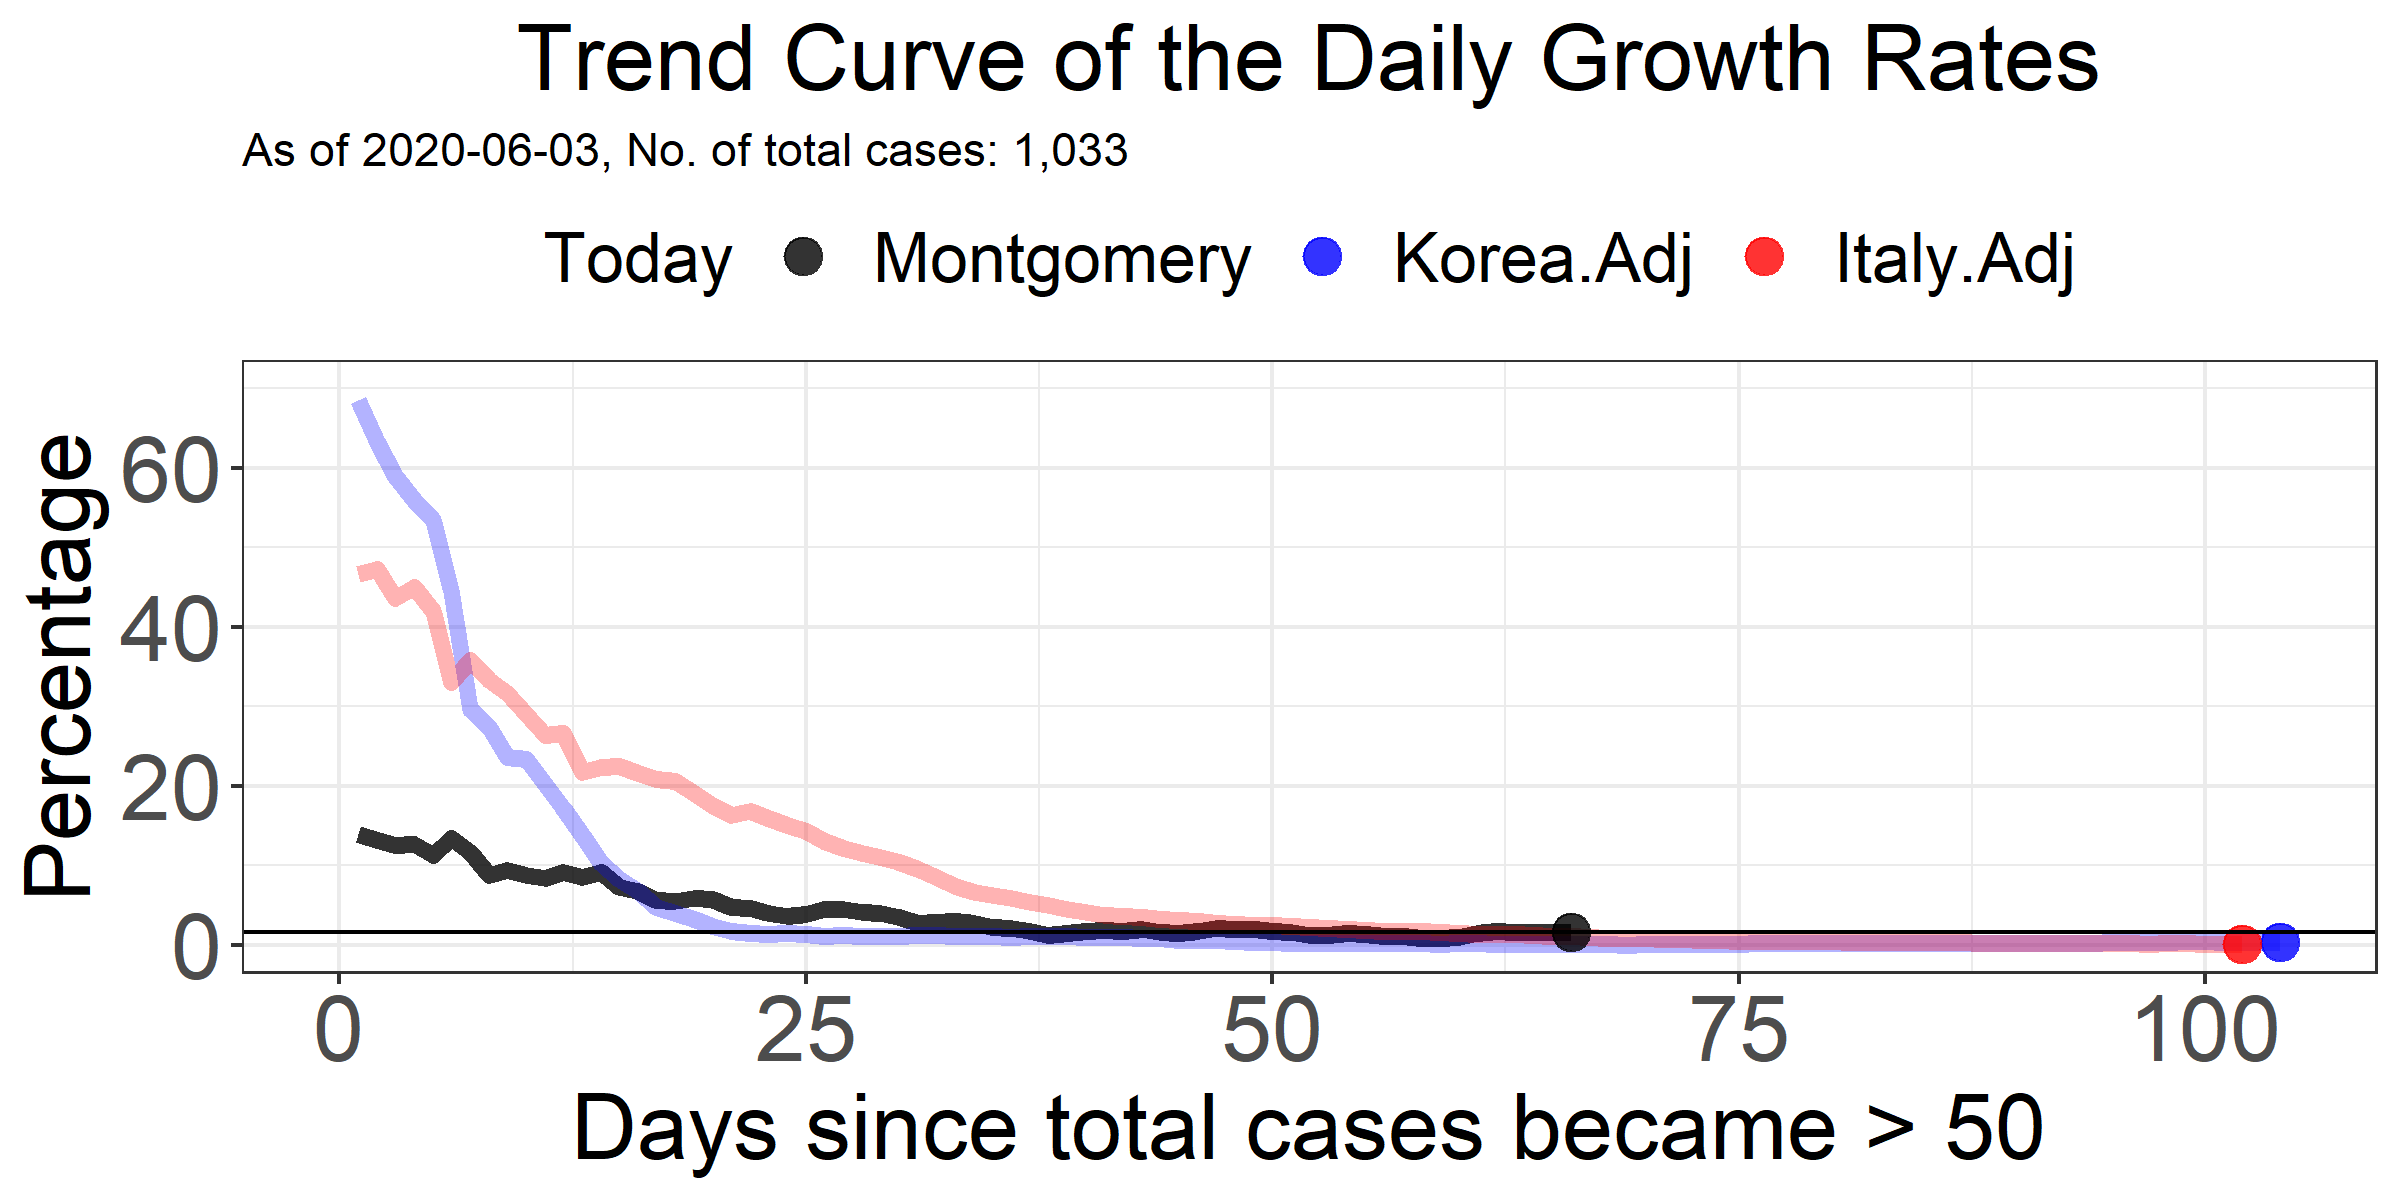 Trend Curve of the Daily Growth Rates
As of 2020-06-03, No. of total cases: 1,033
Today Montgomery Korea.Adj Italy.Adj
Percentage
60
40
20
0
0 25 50 75 100
Days since total cases became > 50